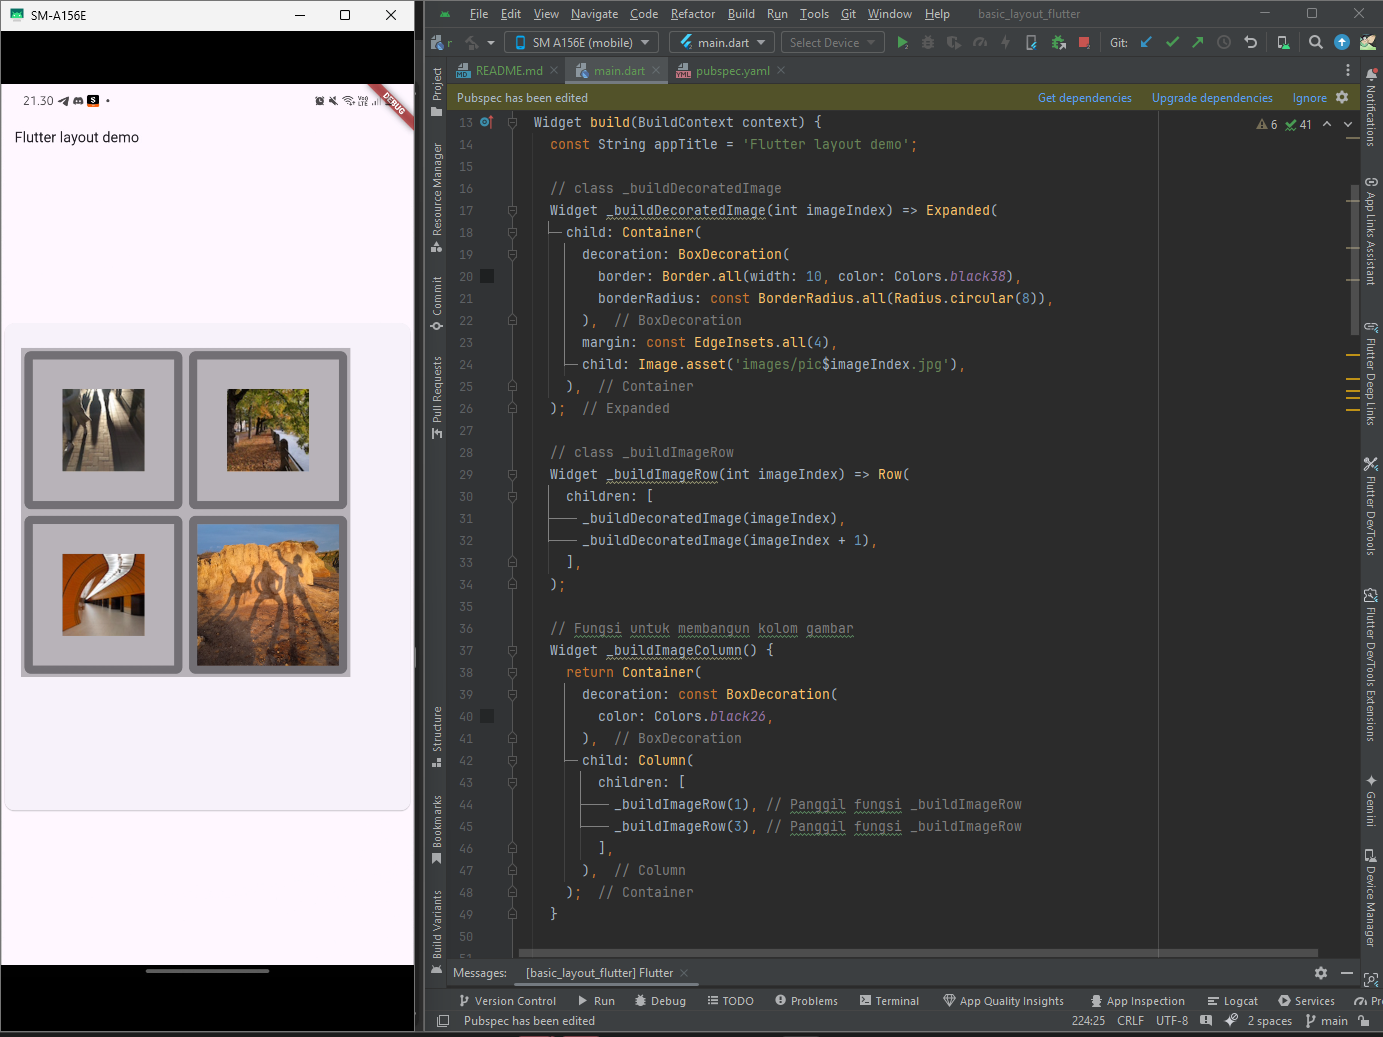 SM-A156E
21.30
DEBUG
Flutter layout demo
File Edit View Navigate Code Refactor Build Run Tools Git Window Help basic_layout_flutter
r SM A156E (mobile) main.dart Select Device Git:
README.md main.dart pubspec.yaml
Pubspec has been edited Get dependencies Upgrade dependencies Ignore
6 41
13 Widget build(BuildContext context) {
14 const String appTitle = 'Flutter layout demo';
15
16 // class _buildDecoratedImage
17 Widget _buildDecoratedImage(int imageIndex) => Expanded(
18 child: Container(
19 decoration: BoxDecoration(
20 border: Border.all(width: 10, color: Colors.black38),
21 borderRadius: const BorderRadius.all(Radius.circular(8)),
22 ), // BoxDecoration
23 margin: const EdgeInsets.all(4),
24 child: Image.asset('images/pic$imageIndex.jpg'),
25 ), // Container
26 ); // Expanded
27
28 // class _buildImageRow
29 Widget _buildImageRow(int imageIndex) => Row(
30 children: [
31 _buildDecoratedImage(imageIndex),
32 _buildDecoratedImage(imageIndex + 1),
33 ],
34 );
35
36 // Fungsi untuk membangun kolom gambar
37 Widget _buildImageColumn() {
38 return Container(
39 decoration: const BoxDecoration(
40 color: Colors.black26,
41 ), // BoxDecoration
42 child: Column(
43 children: [
44 _buildImageRow(1), // Panggil fungsi _buildImageRow
45 _buildImageRow(3), // Panggil fungsi _buildImageRow
46 ],
47 ), // Column
48 ); // Container
49 }
50
Project
Resource Manager
Commit
Pull Requests
Structure
Bookmarks
Build Variants
Notifications
App Links Assistant
Flutter Deep Links
Flutter DevTools
Flutter DevTools Extensions
Gemini
Device Manager
Messages: [basic_layout_flutter] Flutter
Version Control Run Debug TODO Problems Terminal App Quality Insights App Inspection Logcat Services Pr
Pubspec has been edited 224:25 CRLF UTF-8 2 spaces main